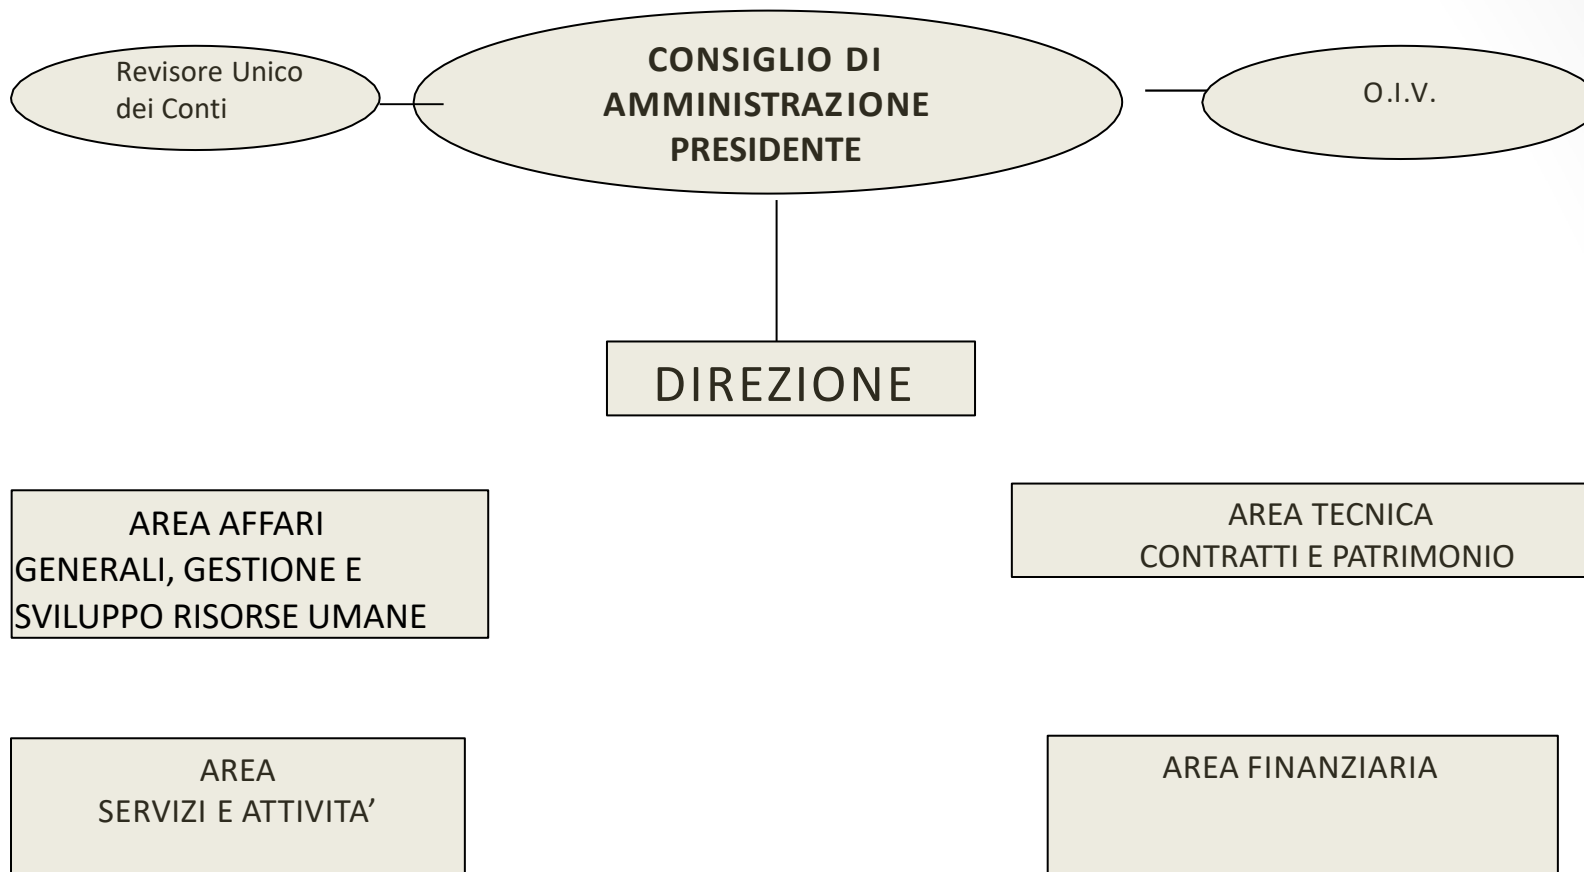 Revisore Unico
dei Conti
CONSIGLIO DI
AMMINISTRAZIONE
PRESIDENTE
O.I.V.
DIREZIONE
AREA AFFARI
GENERALI, GESTIONE E
SVILUPPO RISORSE UMANE
AREA TECNICA
CONTRATTI E PATRIMONIO
AREA
SERVIZI E ATTIVITA’
AREA FINANZIARIA